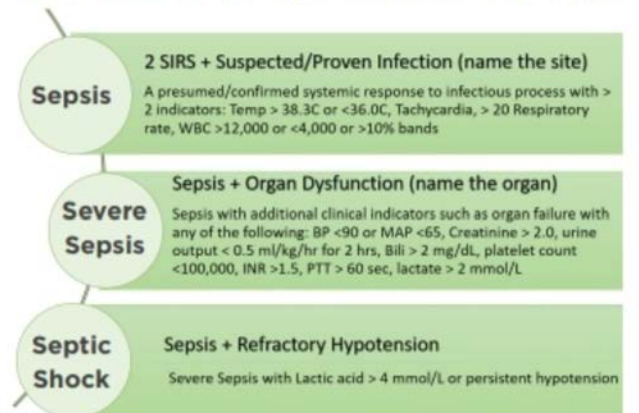 Sepsis
2 SIRS + Suspected/Proven Infection (name the site)
A presumed/confirmed systemic response to infectious process with >
2 indicators: Temp > 38.3C or <36.0C, Tachycardia, > 20 Respiratory
rate, WBC >12,000 or <4,000 or >10% bands
Severe
Sepsis
Sepsis + Organ Dysfunction (name the organ)
Sepsis with additional clinical indicators such as organ failure with
any of the following: BP <90 or MAP <65, Creatinine > 2.0, urine
output < 0.5 ml/kg/hr for 2 hrs, Bili > 2 mg/dL, platelet count
<100,000, INR >1.5, PTT > 60 sec, lactate > 2 mmol/L
Septic
Shock
Sepsis + Refractory Hypotension
Severe Sepsis with Lactic acid > 4 mmol/L or persistent hypotension